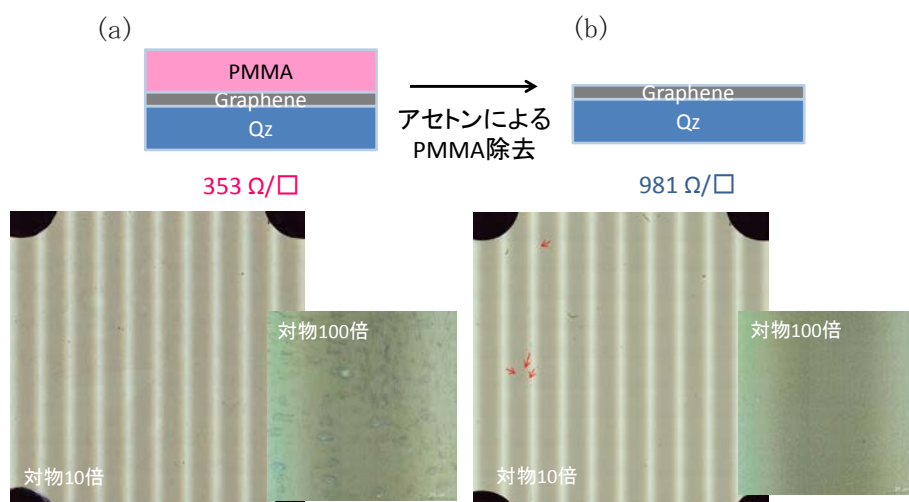 (a)
(b)
PMMA
Graphene
Qz
アセトンによる
PMMA除去
Graphene
Qz
353 Ω/□
981 Ω/□
対物100倍
対物100倍
対物10倍
対物10倍